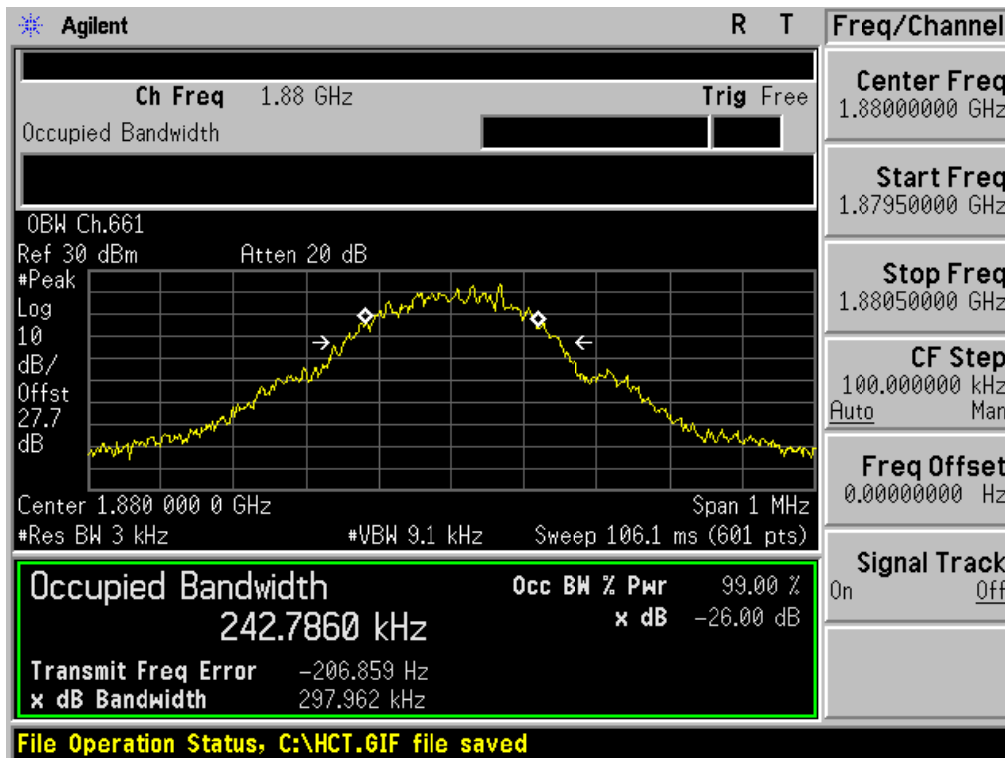 Agilent R T
Ch Freq 1.88 GHz Trig Free
Occupied Bandwidth
OBW Ch.661
Ref 30 dBm Atten 20 dB
#Peak
Log
10
dB/
Offst
27.7
dB
Center 1.880 000 0 GHz Span 1 MHz
#Res BW 3 kHz #VBW 9.1 kHz Sweep 106.1 ms (601 pts)
Occupied Bandwidth
242.7860 kHz
Occ BW % Pwr 99.00 %
x dB -26.00 dB
Transmit Freq Error -206.859 Hz
x dB Bandwidth 297.962 kHz
File Operation Status, C:\HCT.GIF file saved
Freq/Channel
Center Freq
1.88000000 GHz
Start Freq
1.87950000 GHz
Stop Freq
1.88050000 GHz
CF Step
100.000000 kHz
Auto Man
Freq Offset
0.00000000 Hz
Signal Track
On Off